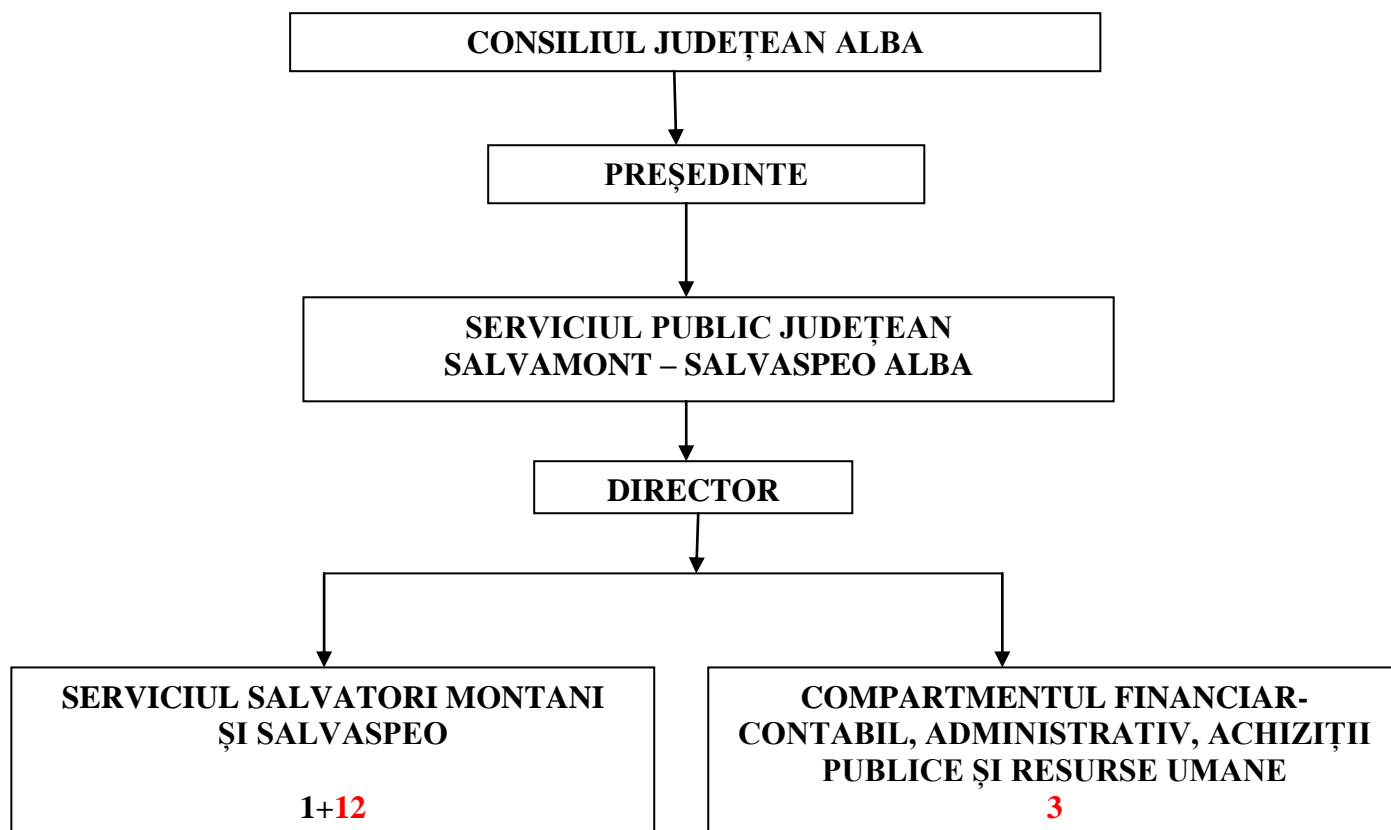 CONSILIUL JUDEȚEAN ALBA
PREȘEDINTE
SERVICIUL PUBLIC JUDEȚEAN
SALVAMONT – SALVASPEO ALBA
DIRECTOR
SERVICIUL SALVATORI MONTANI
ȘI SALVASPEO
1+12
COMPARTMENTUL FINANCIAR-
CONTABIL, ADMINISTRATIV, ACHIZIȚII
PUBLICE ȘI RESURSE UMANE
3